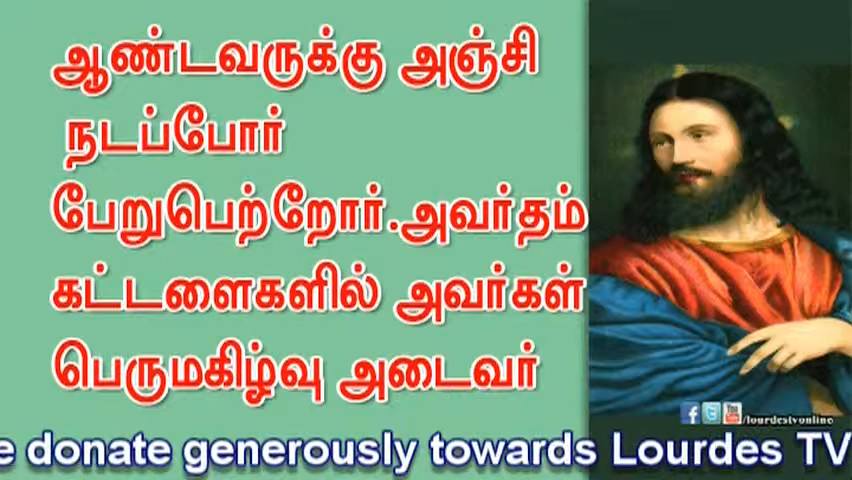 ஆண்டவருக்கு அஞ்சி
நடப்போர்
பேறுபெற்றோர்.அவர்தம்
கட்டளைகளில் அவர்கள்
பெருமகிழ்வு அடைவர்
/lourdestvonline
e donate generously towards Lourdes TV